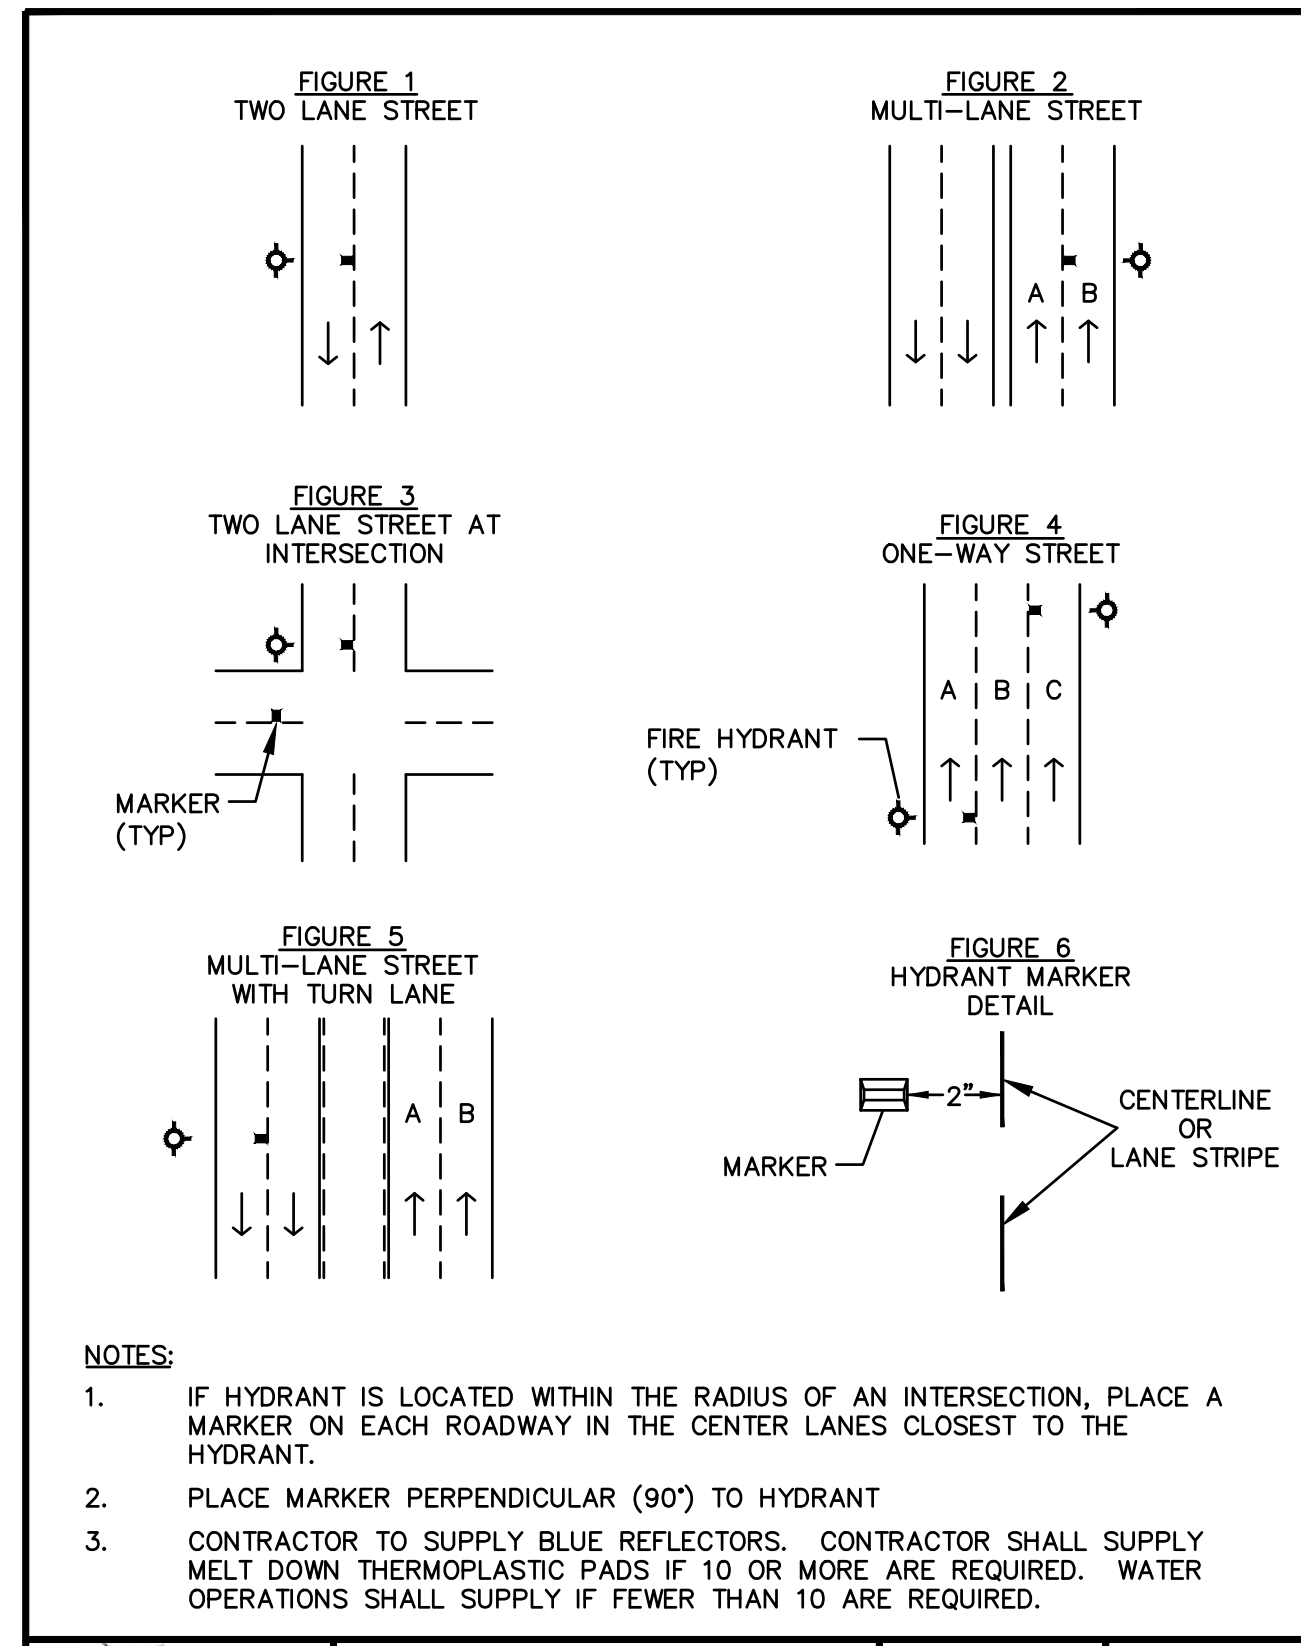 FIGURE 1
TWO LANE STREET
FIGURE 2
MULTI-LANE STREET
A
B
FIGURE 3
TWO LANE STREET AT
INTERSECTION
MARKER
(TYP)
FIGURE 4
ONE-WAY STREET
A
B
C
FIRE HYDRANT
(TYP)
FIGURE 5
MULTI-LANE STREET
WITH TURN LANE
A
B
FIGURE 6
HYDRANT MARKER
DETAIL
2"
MARKER
CENTERLINE
OR
LANE STRIPE
NOTES:
1. IF HYDRANT IS LOCATED WITHIN THE RADIUS OF AN INTERSECTION, PLACE A
MARKER ON EACH ROADWAY IN THE CENTER LANES CLOSEST TO THE
HYDRANT.
2. PLACE MARKER PERPENDICULAR (90°) TO HYDRANT
3. CONTRACTOR TO SUPPLY BLUE REFLECTORS. CONTRACTOR SHALL SUPPLY
MELT DOWN THERMOPLASTIC PADS IF 10 OR MORE ARE REQUIRED. WATER
OPERATIONS SHALL SUPPLY IF FEWER THAN 10 ARE REQUIRED.